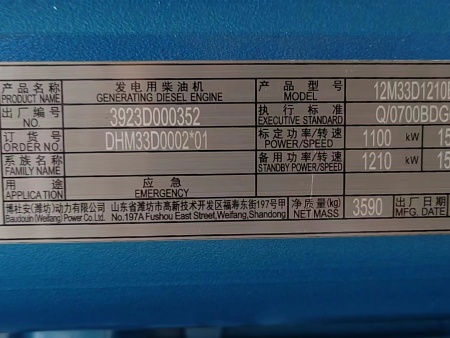 产品名称 PRODUCT NAME 发电用柴油机 GENERATING DIESEL ENGINE 产品型号 MODEL 12M33D1210
出厂编号 NO. 3923D000352 执行标准 EXECUTIVE STANDARD Q/0700BDG
订货号 ORDER NO. DHM33D0002*01 标定功率/转速 POWER/SPEED 1100 kW 15
系族名称 FAMILY NAME 备用功率/转速 STANDBY POWER/SPEED 1210 kW 15
用途 APPLICATION 应急 EMERGENCY
博杜安(潍坊)动力有限公司 山东省潍坊市高新技术开发区福寿东街197号甲 净质量(kg) 3590 出厂日期
Baudouin (Weifang) Power Co., Ltd. No.197A Fushou East Street,Weifang,Shandong NET MASS MFG. DATE